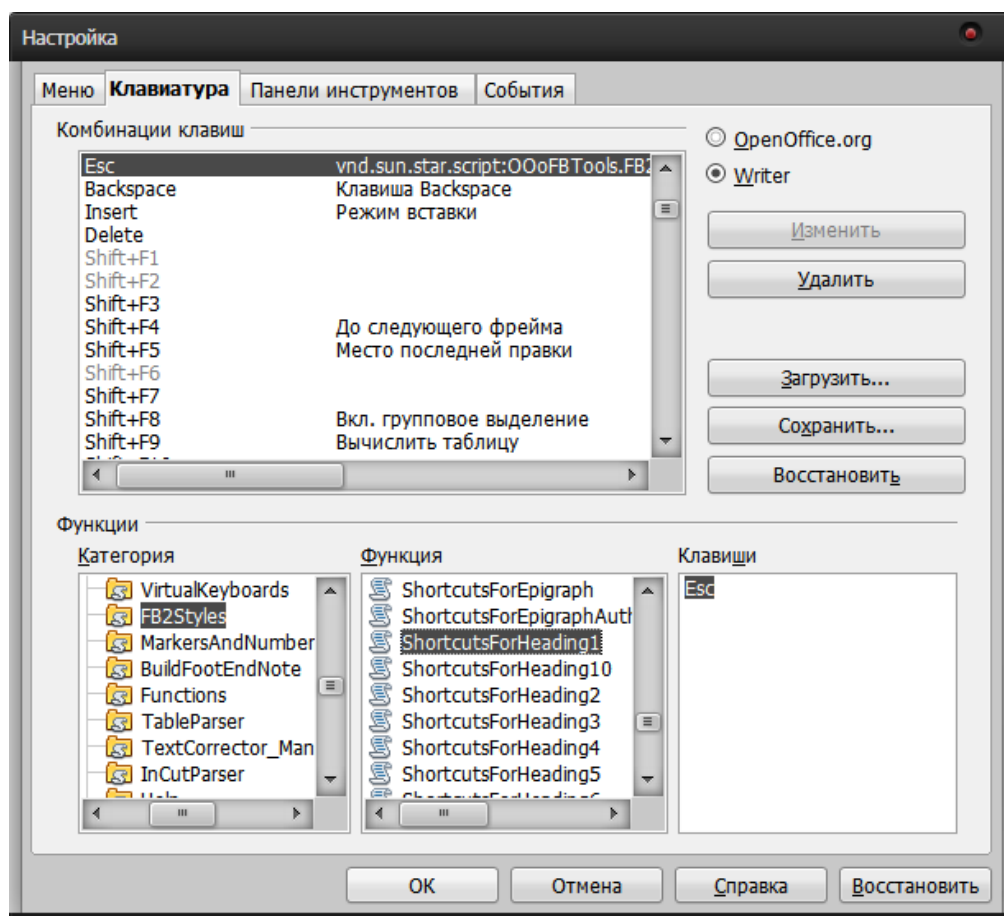 Настройка
Меню Клавиатура Панели инструментов События
Комбинации клавиш
Esc vnd.sun.star.script:OOoFBTools.FB2
Backspace Клавиша Backspace
Insert Режим вставки
Delete
Shift+F1
Shift+F2
Shift+F3
Shift+F4 До следующего фрейма
Shift+F5 Место последней правки
Shift+F6
Shift+F7
Shift+F8 Вкл. групповое выделение
Shift+F9 Вычислить таблицу
OpenOffice.org
Writer
Изменить
Удалить
Загрузить...
Сохранить...
Восстановить
Функции
Категория
VirtualKeyboards
FB2Styles
MarkersAndNumber
BuildFootEndNote
Functions
TableParser
TextCorrector_Man
InCutParser
Функция
ShortcutsForEpigraph
ShortcutsForEpigraphAuth
ShortcutsForHeading1
ShortcutsForHeading10
ShortcutsForHeading2
ShortcutsForHeading3
ShortcutsForHeading4
ShortcutsForHeading5
Клавиши
Esc
ОК Отмена Справка Восстановить